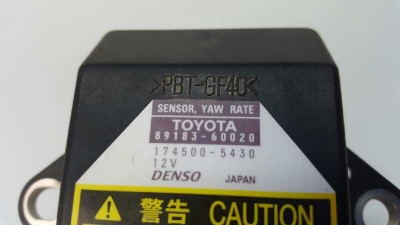 >PBT-GF40<
SENSOR, YAW RATE
TOYOTA
89183-60020
174500-5430
12V
DENSO JAPAN
警告 CAUTION